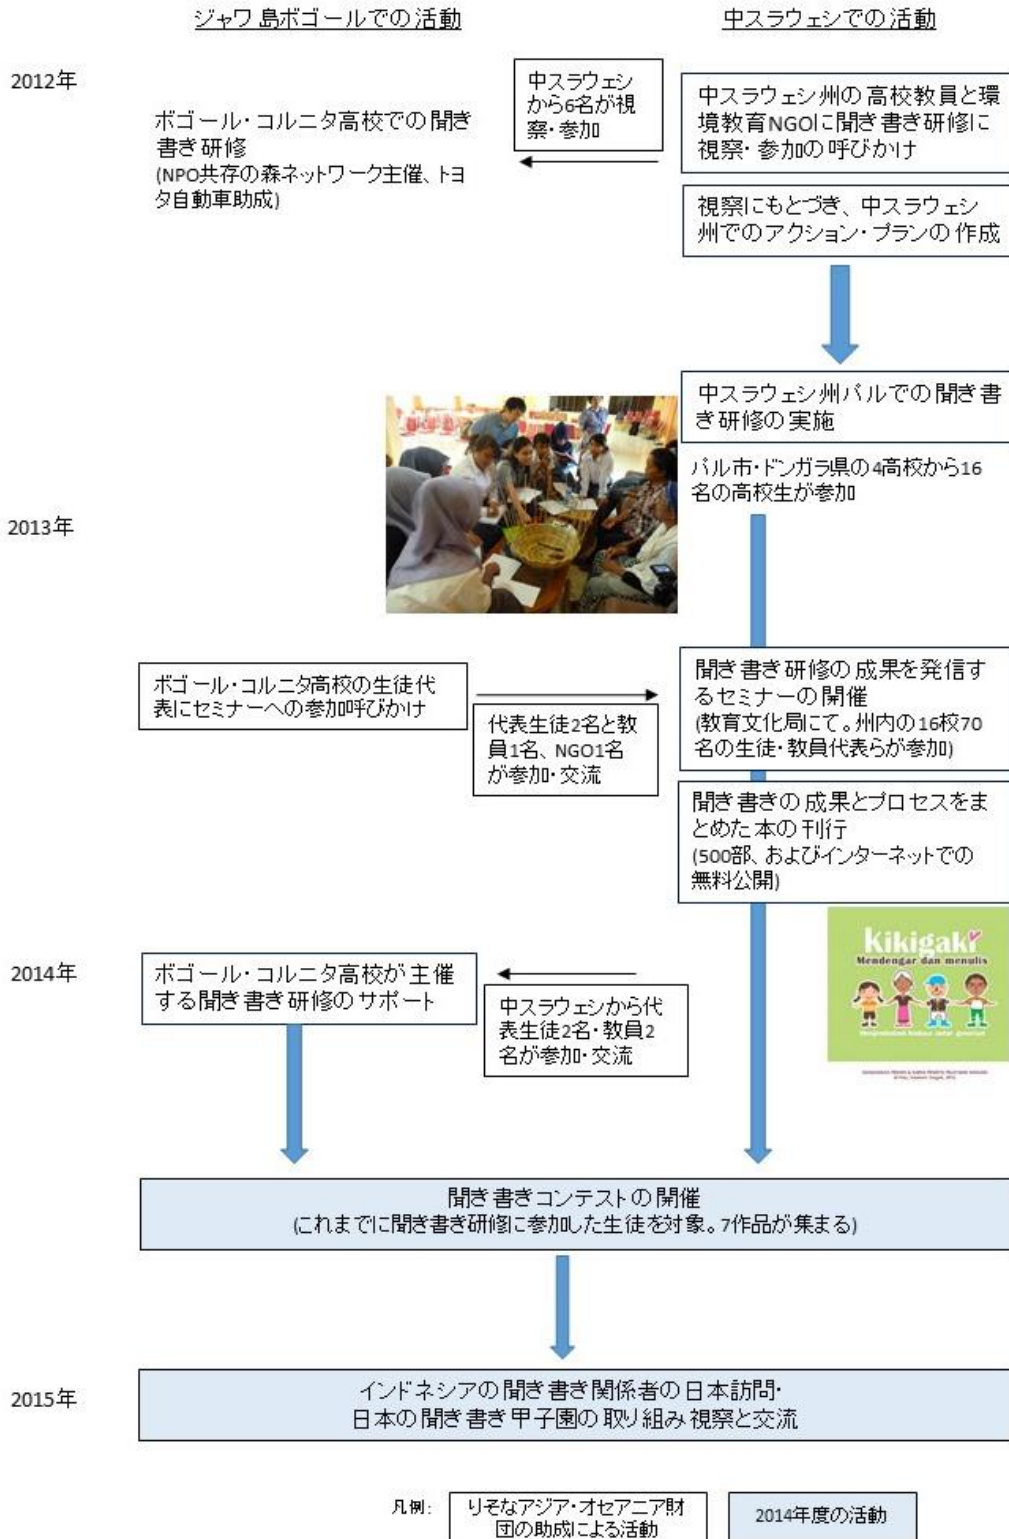 ジャワ島ボゴールでの活動
中スラウェシでの活動
2012年
中スラウェシ
から6名が視
察・参加
中スラウェシ州の高校教員と環
境教育NGOに聞き書き研修に
視察・参加の呼びかけ
ボゴール・コルニタ高校での聞き
書き研修
(NPO共存の森ネットワーク主催、トヨ
タ自動車助成)
視察にもとづき、中スラウェシ
州でのアクション・プランの作成
中スラウェシ州パルでの聞き書
き研修の実施
パル市・ドンガラ県の4高校から16
名の高校生が参加
2013年
ボゴール・コルニタ高校の生徒代
表にセミナーへの参加呼びかけ
代表生徒2名と教
員1名、NGO1名
が参加・交流
聞き書き研修の成果を発信す
るセミナーの開催
(教育文化局にて。州内の16校70
名の生徒・教員代表らが参加)
聞き書きの成果とプロセスをま
とめた本の刊行
(500部、およびインターネットでの
無料公開)
Kikigaki
Mendengar dan menulis
2014年
ボゴール・コルニタ高校が主催
する聞き書き研修のサポート
中スラウェシから代
表生徒2名・教員2
名が参加・交流
聞き書きコンテストの開催
(これまでに聞き書き研修に参加した生徒を対象。7作品が集まる)
2015年
インドネシアの聞き書き関係者の日本訪問・
日本の聞き書き甲子園の取り組み視察と交流
凡例:
りそなアジア・オセアニア財
団の助成による活動
2014年度の活動